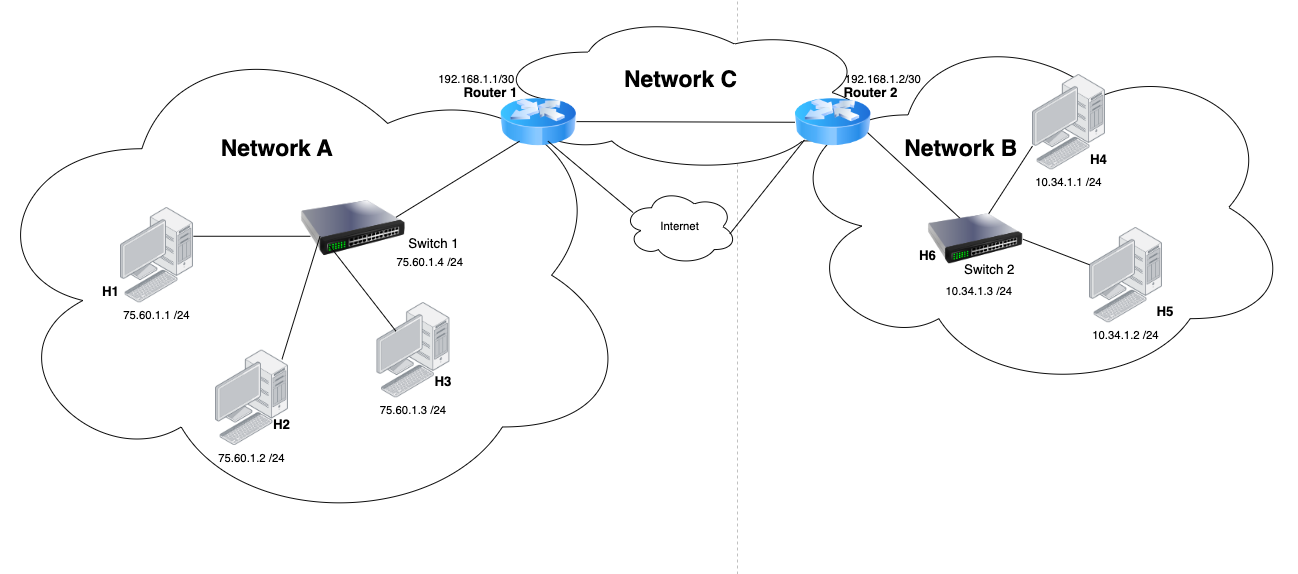 Network C
192.168.1.1/30
Router 1
192.168.1.2/30
Router 2
Network A
Network B
H4
10.34.1.1 /24
Internet
Switch 1
75.60.1.4 /24
H6
Switch 2
10.34.1.3 /24
H1
75.60.1.1 /24
H5
10.34.1.2 /24
H3
75.60.1.3 /24
H2
75.60.1.2 /24